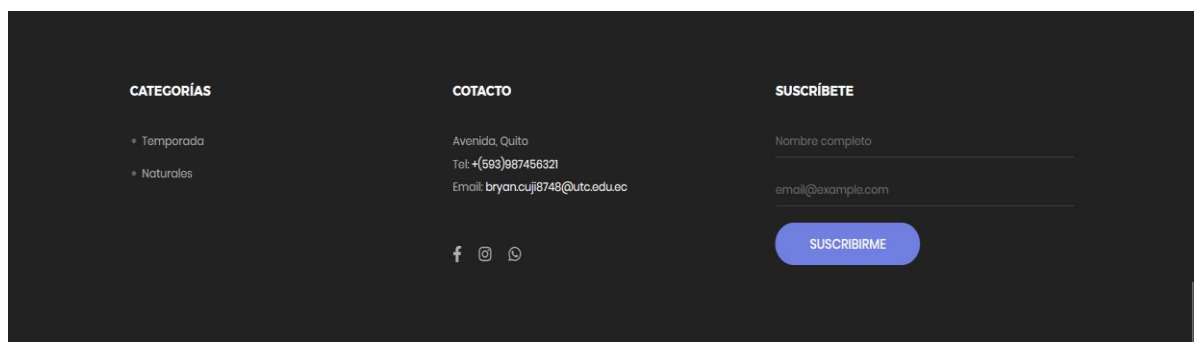 CATEGORÍAS
Temporada
Naturales
COTACTO
Avenida, Quito
Tel: +(593)987456321
Email: bryan.cuji8748@utc.edu.ec
SUSCRÍBETE
Nombre completo
email@example.com
SUSCRIBIRME